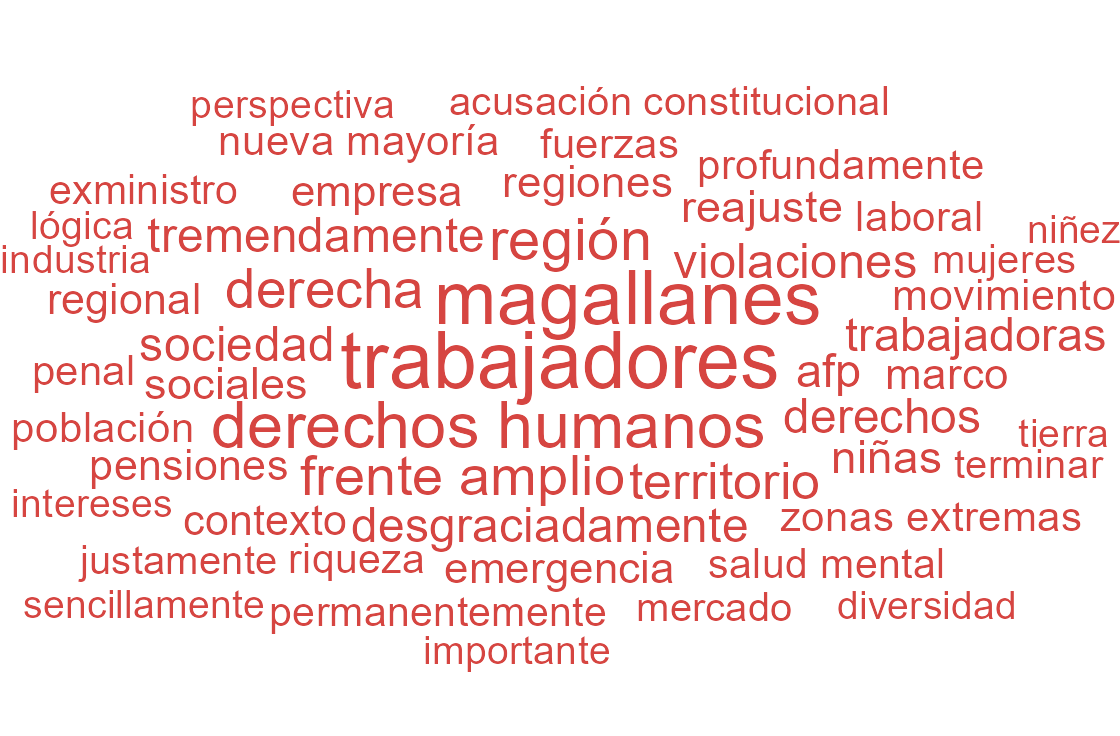 perspectiva acusación constitucional
nueva mayoría fuerzas
profundamente
exministro empresa regiones
reajuste laboral
lógica tremendamente región niñez
industria violaciones mujeres
regional derecha magallanes movimiento
sociedad trabajadores trabajadoras
penal sociales afp marco
población derechos humanos derechos tierra
pensiones frente amplio territorio niñas terminar
intereses contexto desgraciadamente zonas extremas
justamente riqueza emergencia salud mental
sencillamente permanentemente mercado diversidad
importante